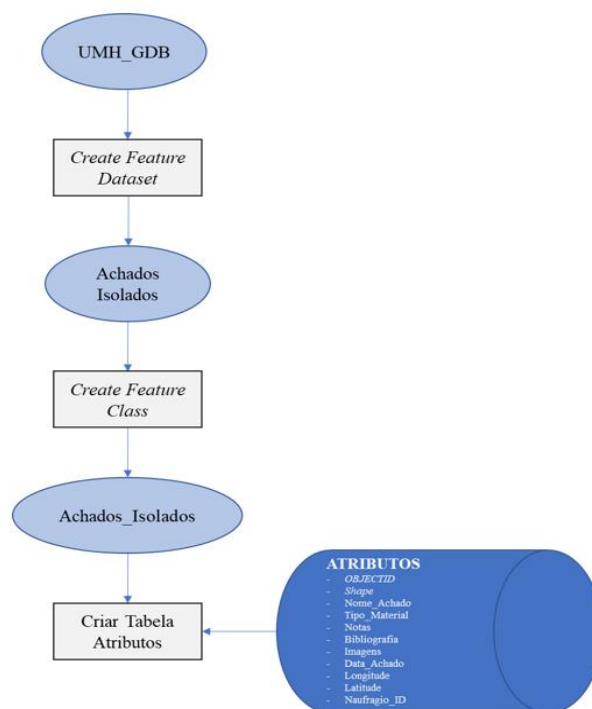 UMH_GDB
Create Feature
Dataset
Achados
Isolados
Create Feature
Class
Achados_Isolados
Criar Tabela
Atributos
ATRIBUTOS
- OBJECTID
- Shape
- Nome_Achado
- Tipo_Material
- Notas
- Bibliografia
- Imagens
- Data_Achado
- Longitude
- Latitude
- Naufragio_ID